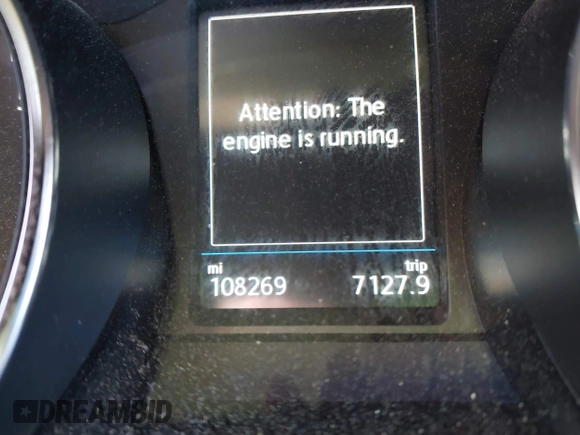 Attention: The
engine is running.
mi trip
108269 7127.9
DREAMBID